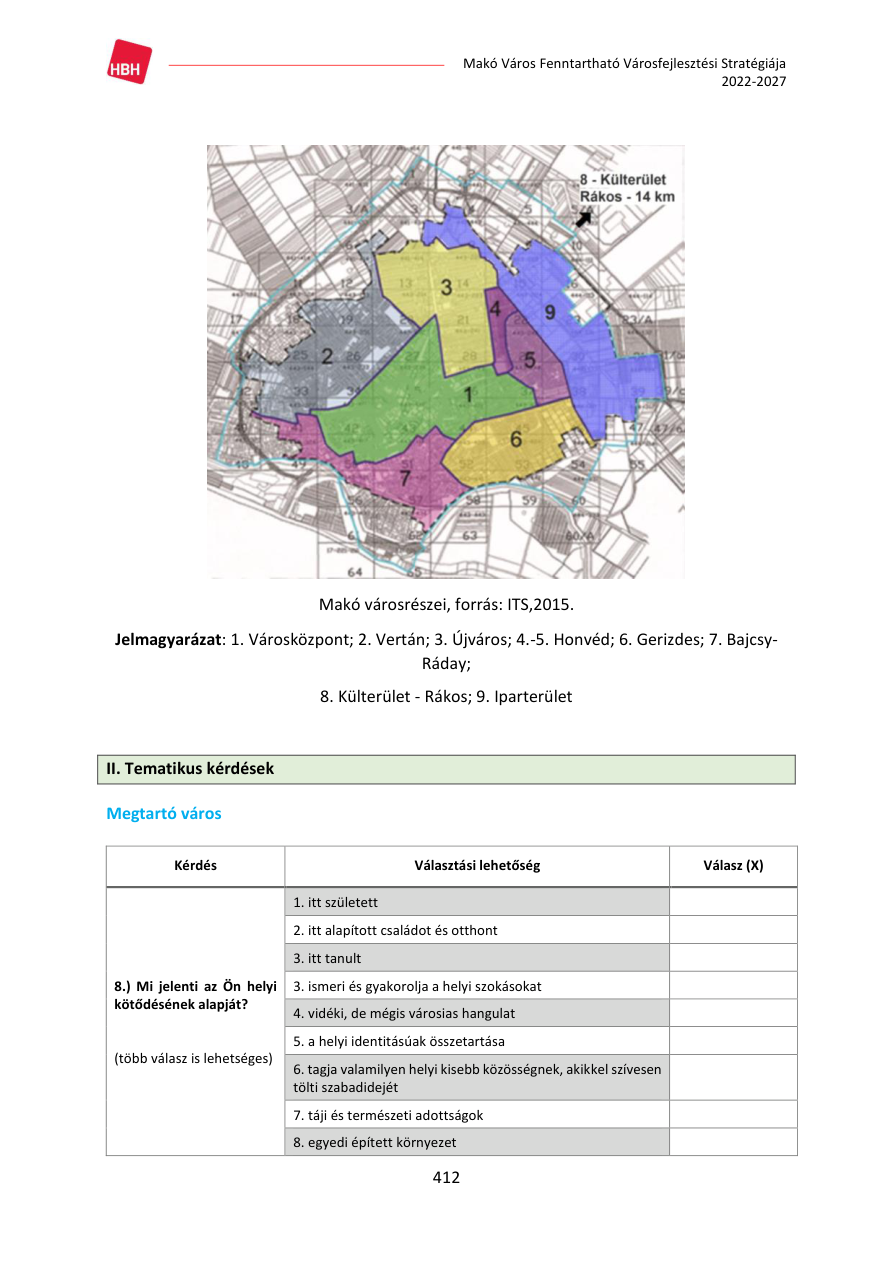 HBH
Makó Város Fenntartható Városfejlesztési Stratégiája
2022-2027
8 - Külterület
Rákos - 14 km
3
4
9
2
5
1
6
7
Makó városrészei, forrás: ITS,2015.
Jelmagyarázat: 1. Városközpont; 2. Vertán; 3. Újváros; 4.-5. Honvéd; 6. Gerizdes; 7. Bajcsy-
Ráday;
8. Külterület - Rákos; 9. Iparterület
II. Tematikus kérdések
Megtartó város
Kérdés Választási lehetőség Válasz (X)
8.) Mi jelenti az Ön helyi
kötődésének alapját?
(több válasz is lehetséges)
1. itt született
2. itt alapított családot és otthont
3. itt tanult
3. ismeri és gyakorolja a helyi szokásokat
4. vidéki, de mégis városias hangulat
5. a helyi identitásúak összetartása
6. tagja valamilyen helyi kisebb közösségnek, akikkel szívesen
tölti szabadidejét
7. táji és természeti adottságok
8. egyedi épített környezet
412